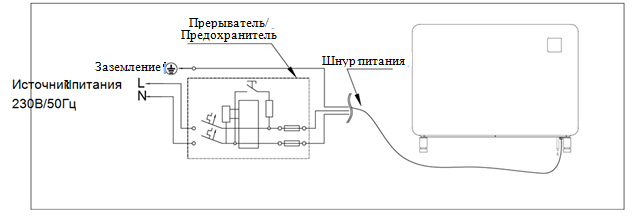 Прерыватель/
Предохранитель
Шнур питания
Заземление
Источник питания L
230В/50Гц N